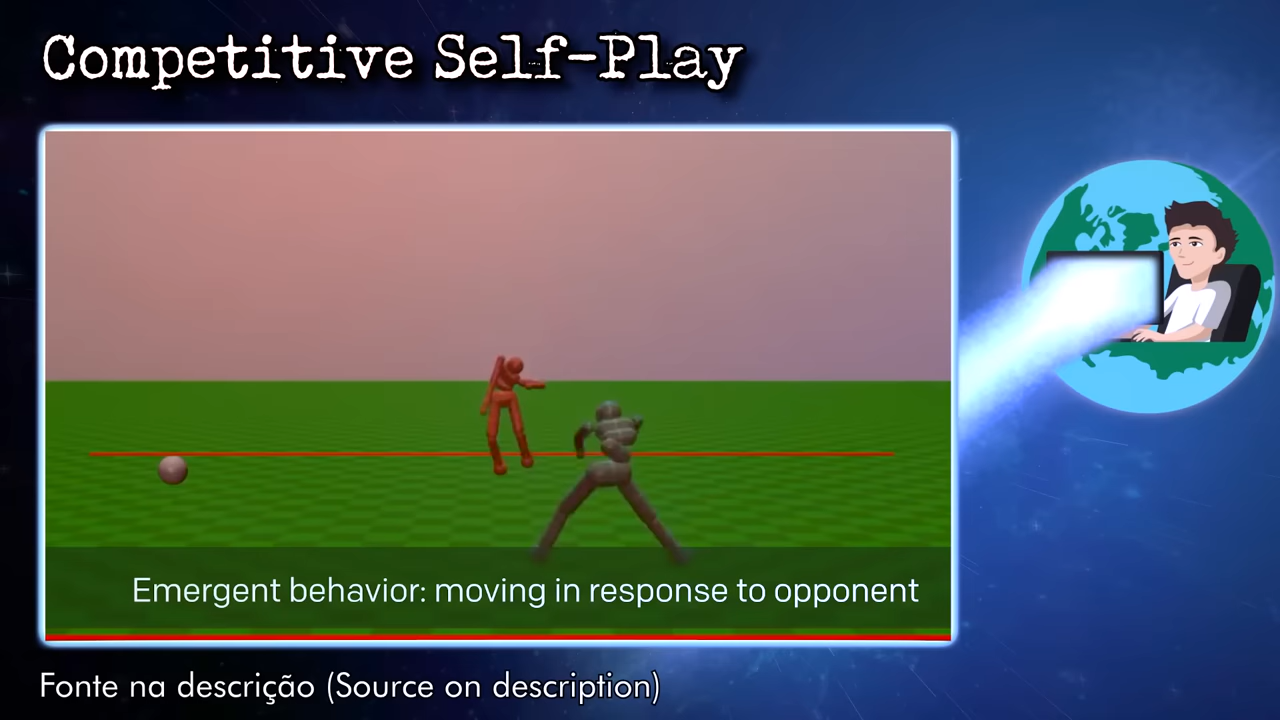 Competitive Self-Play
Emergent behavior: moving in response to opponent
Fonte na descrição (Source on description)